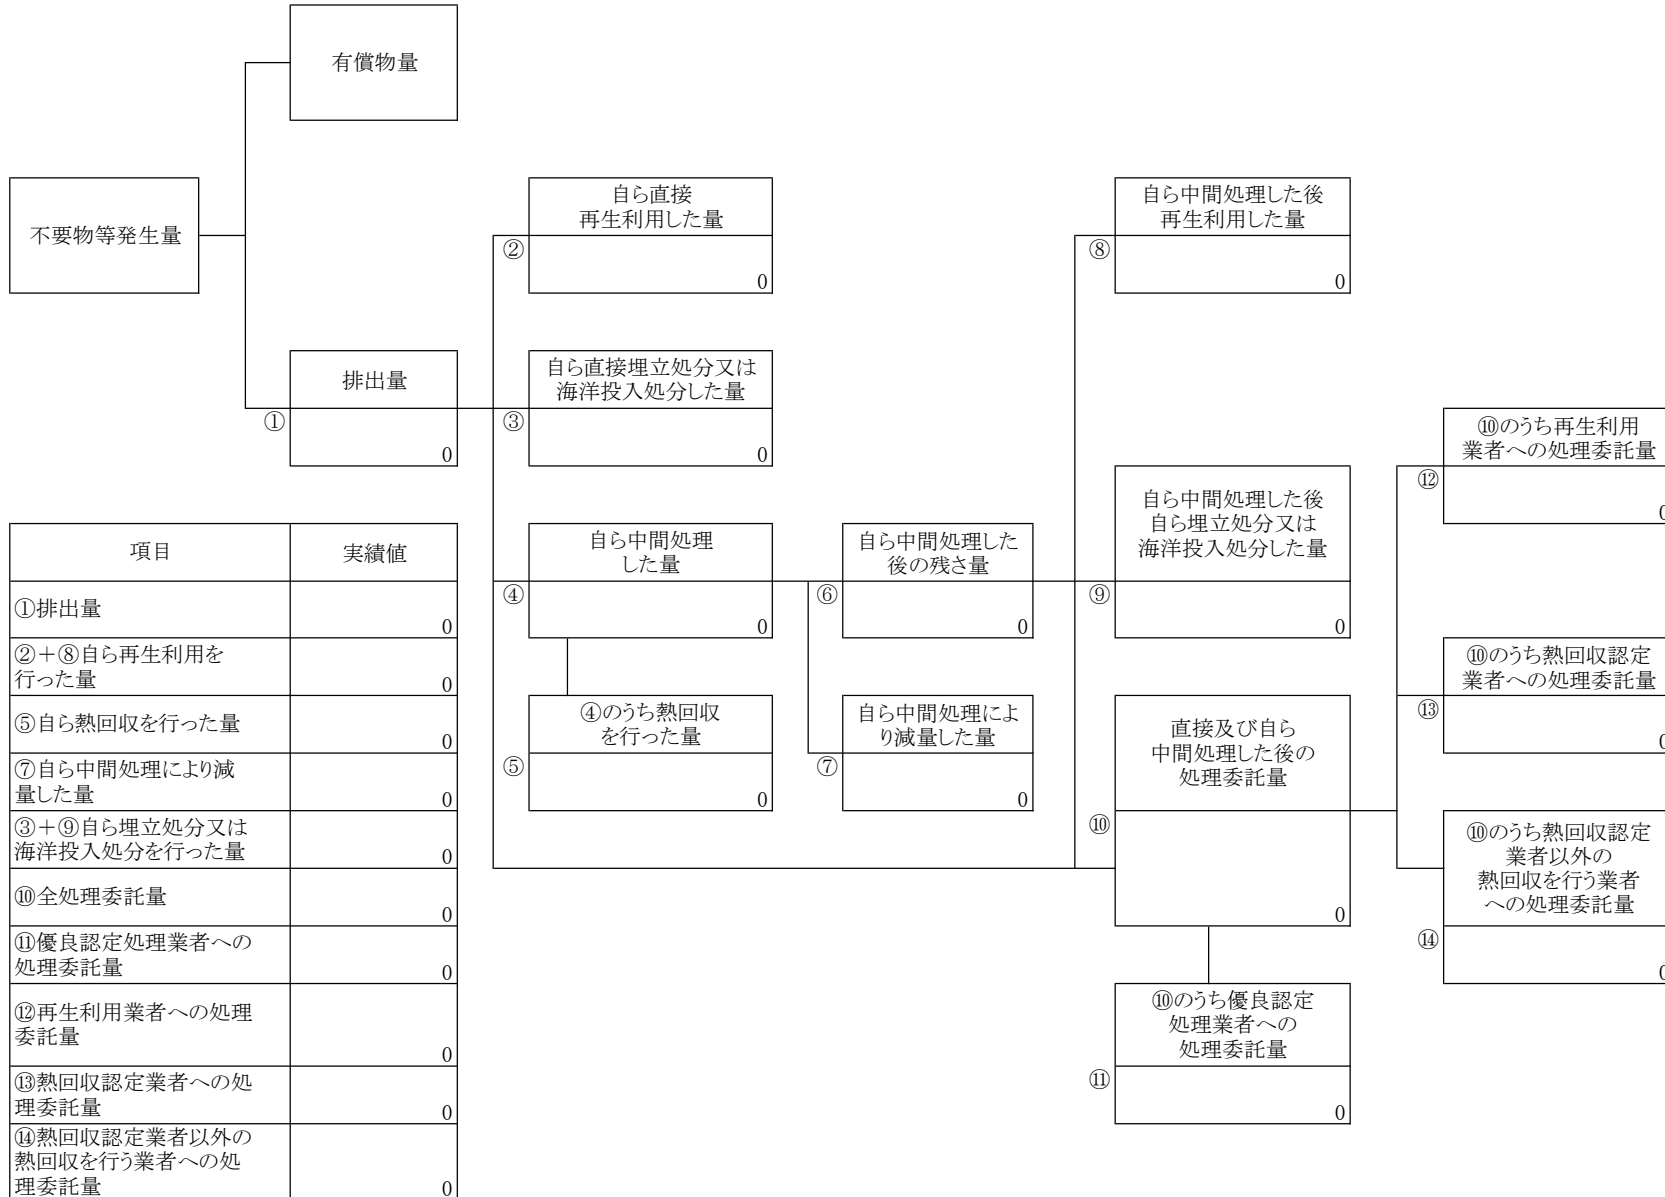 有償物量
不要物等発生量
自ら直接
再生利用した量
②
0
自ら中間処理した後
再生利用した量
⑧
0
排出量
①
0
自ら直接埋立処分又は
海洋投入処分した量
③
0
⑩のうち再生利用
業者への処理委託量
⑫
0
自ら中間処理した後
自ら埋立処分又は
海洋投入処分した量
⑨
0
自ら中間処理
した量
④
0
自ら中間処理した
後の残さ量
⑥
0
⑩のうち熱回収認定
業者への処理委託量
⑬
0
④のうち熱回収
を行った量
⑤
0
自ら中間処理によ
り減量した量
⑦
0
直接及び自ら
中間処理した後の
処理委託量
⑩
0
⑩のうち熱回収認定
業者以外の
熱回収を行う業者
への処理委託量
⑭
0
⑩のうち優良認定
処理業者への
処理委託量
⑪
0
項目 実績値
①排出量
0
②+⑧自ら再生利用を
行った量
0
⑤自ら熱回収を行った量
0
⑦自ら中間処理により減
量した量
0
③+⑨自ら埋立処分又は
海洋投入処分を行った量
0
⑩全処理委託量
0
⑪優良認定処理業者への
処理委託量
0
⑫再生利用業者への処理
委託量
0
⑬熱回収認定業者への処
理委託量
0
⑭熱回収認定業者以外の
熱回収を行う業者への処
理委託量
0